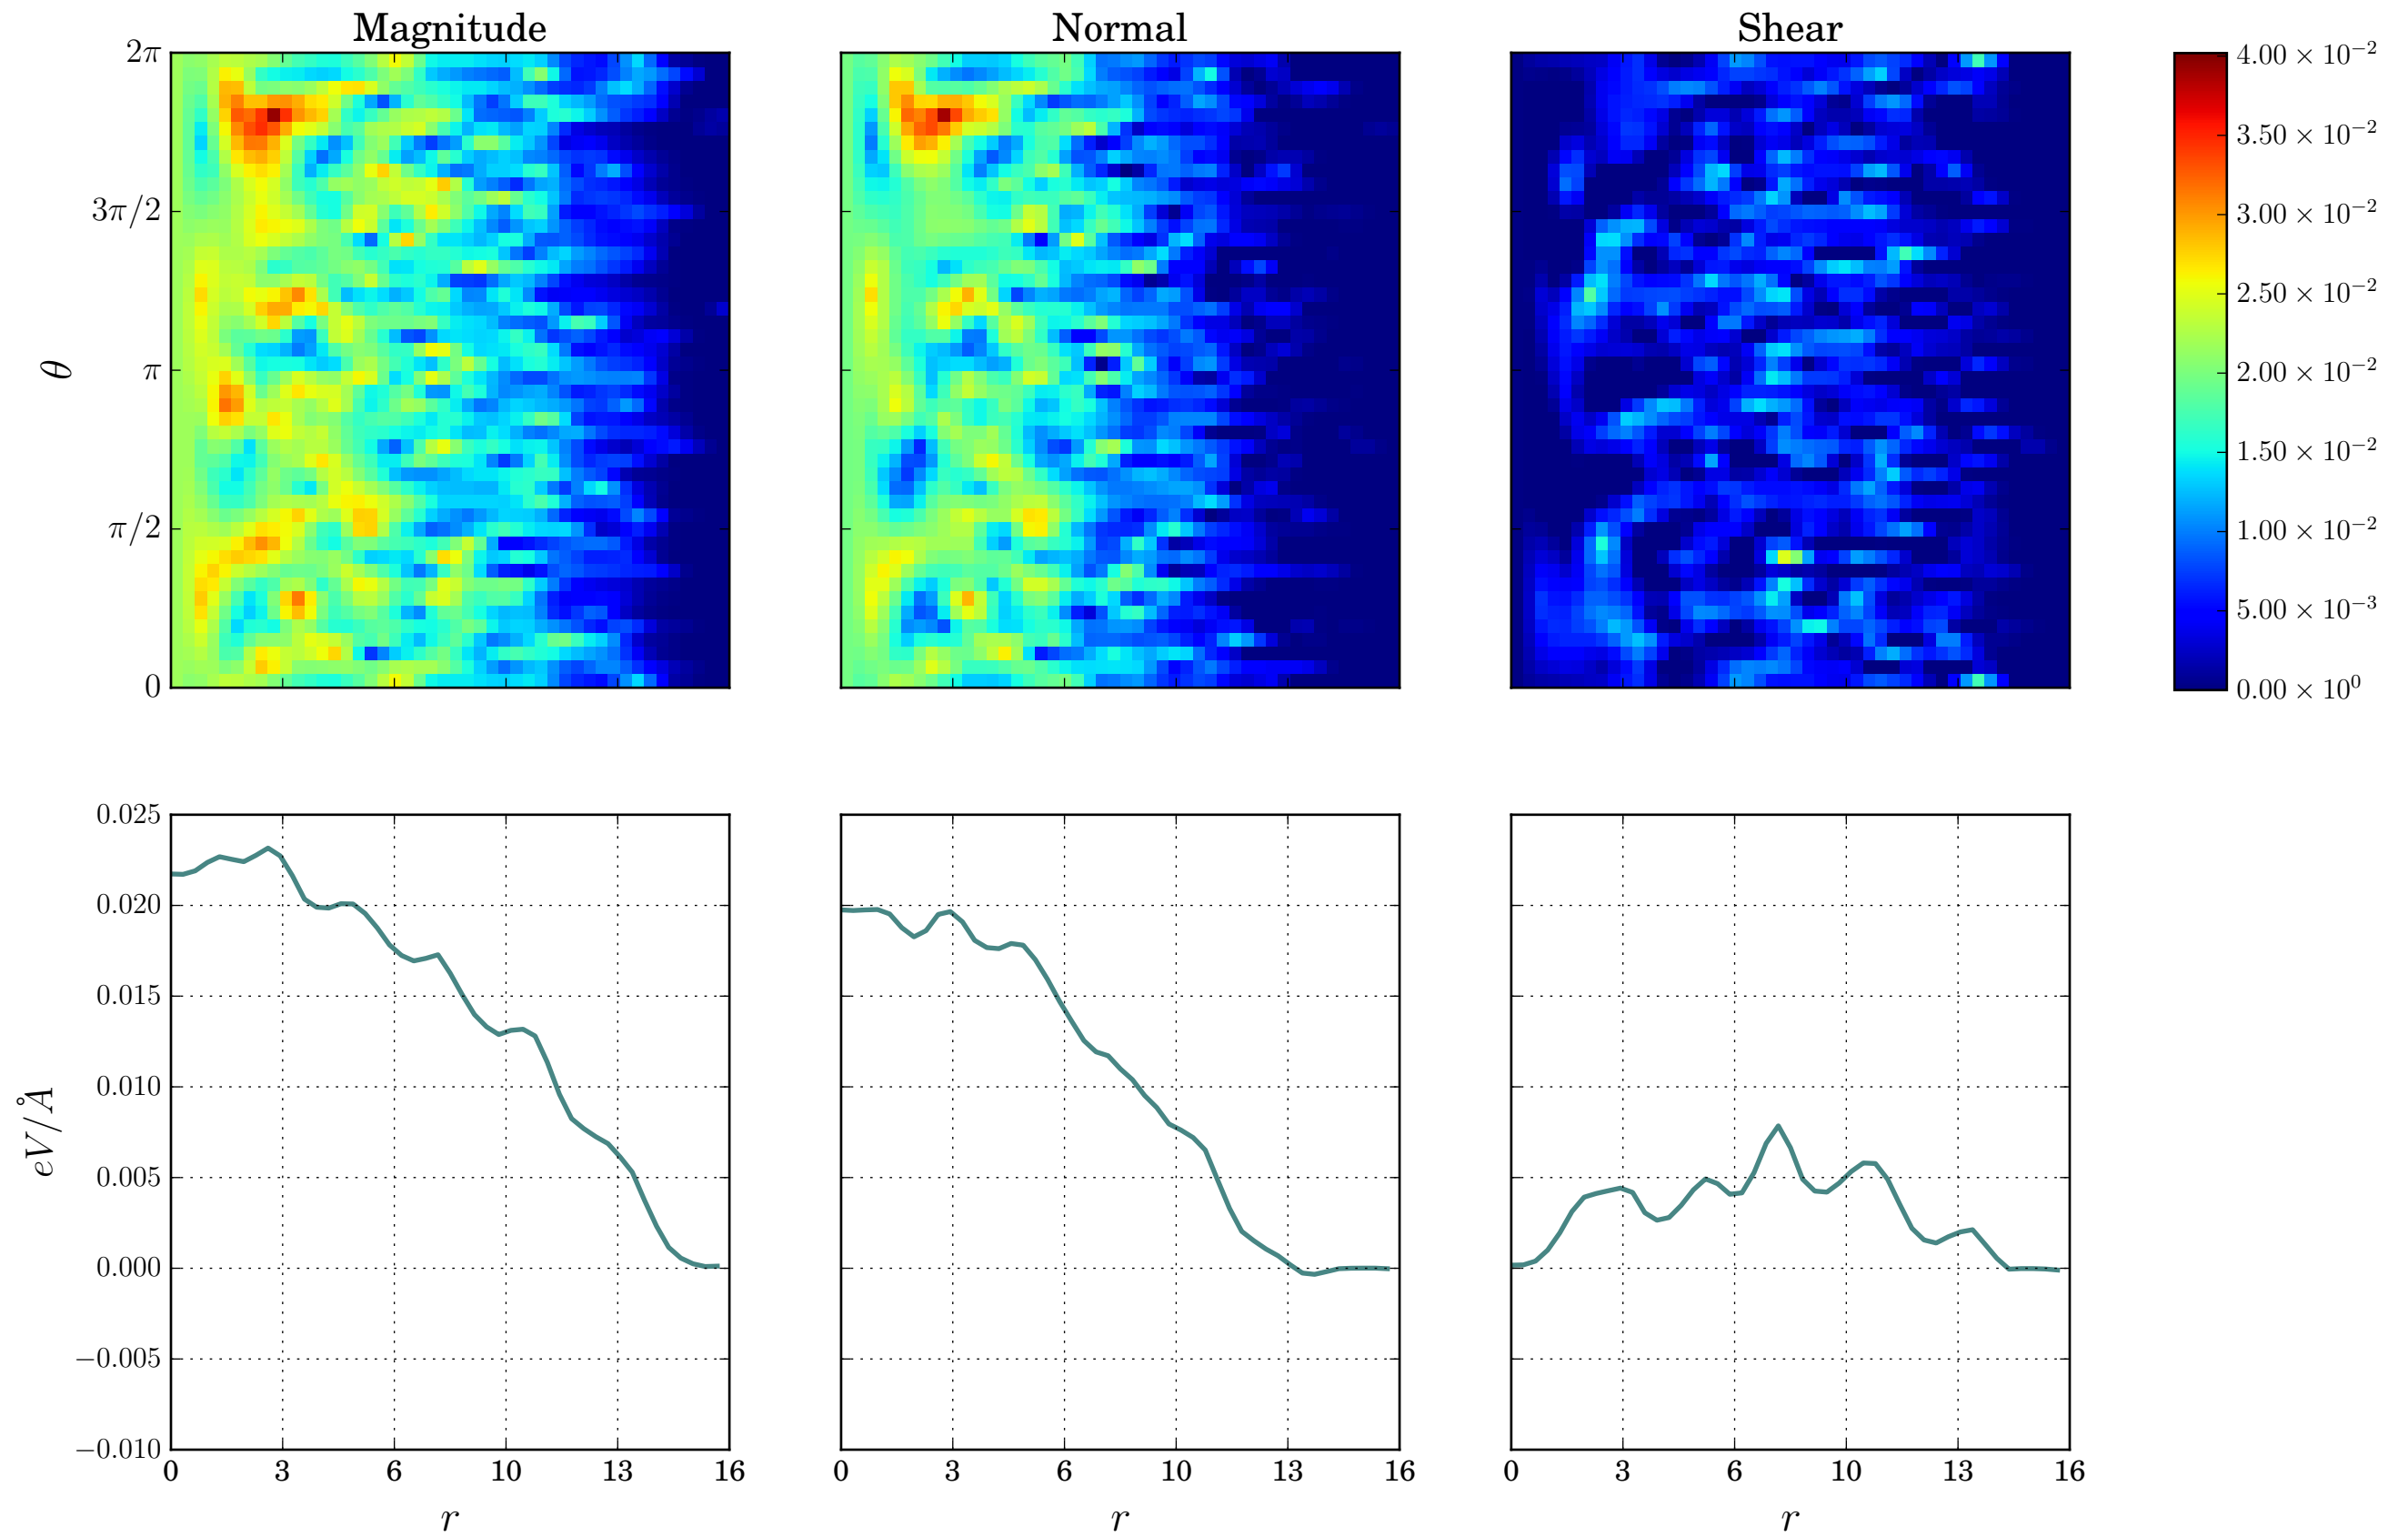 Magnitude Normal Shear
2π
3π/2
π
π/2
0
θ
4.00 × 10⁻²
3.50 × 10⁻²
3.00 × 10⁻²
2.50 × 10⁻²
2.00 × 10⁻²
1.50 × 10⁻²
1.00 × 10⁻²
5.00 × 10⁻³
0.00 × 10⁰
0.025
0.020
0.015
0.010
0.005
0.000
−0.005
−0.010
eV/Å
0 3 6 10 13 16 0 3 6 10 13 16 0 3 6 10 13 16
r r r